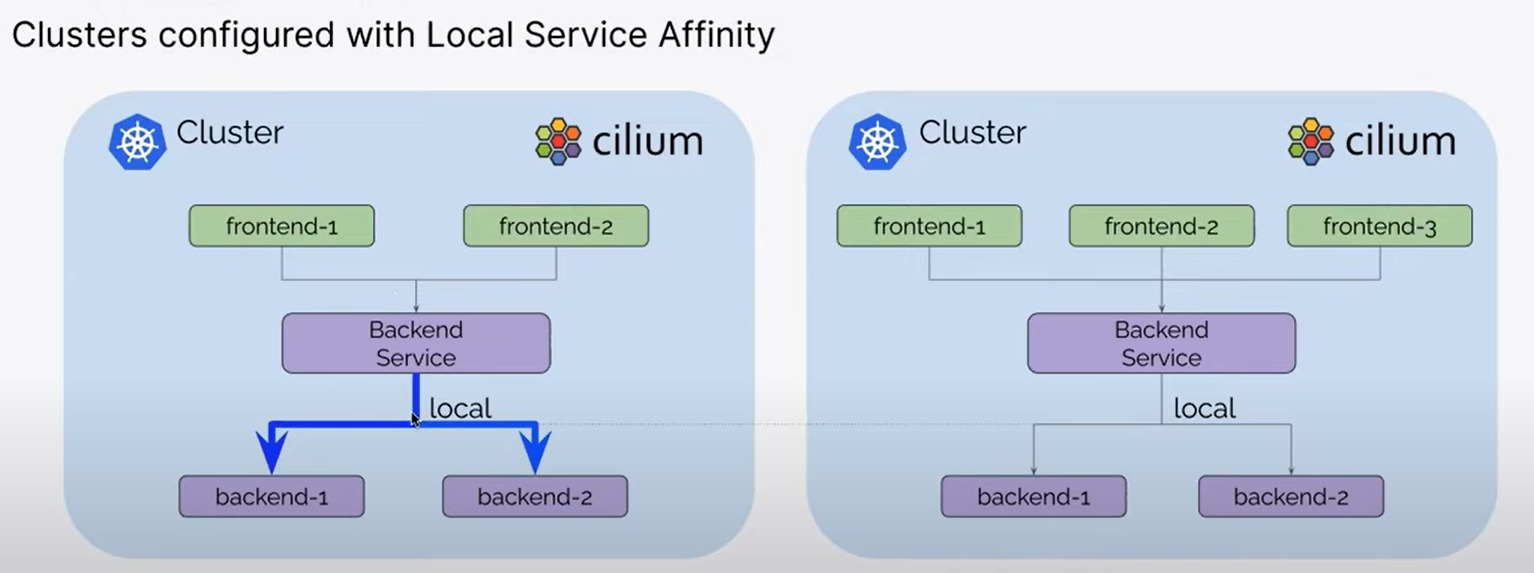 Clusters configured with Local Service Affinity
Cluster
cilium
frontend-1
frontend-2
Backend
Service
local
backend-1
backend-2
Cluster
cilium
frontend-1
frontend-2
frontend-3
Backend
Service
local
backend-1
backend-2